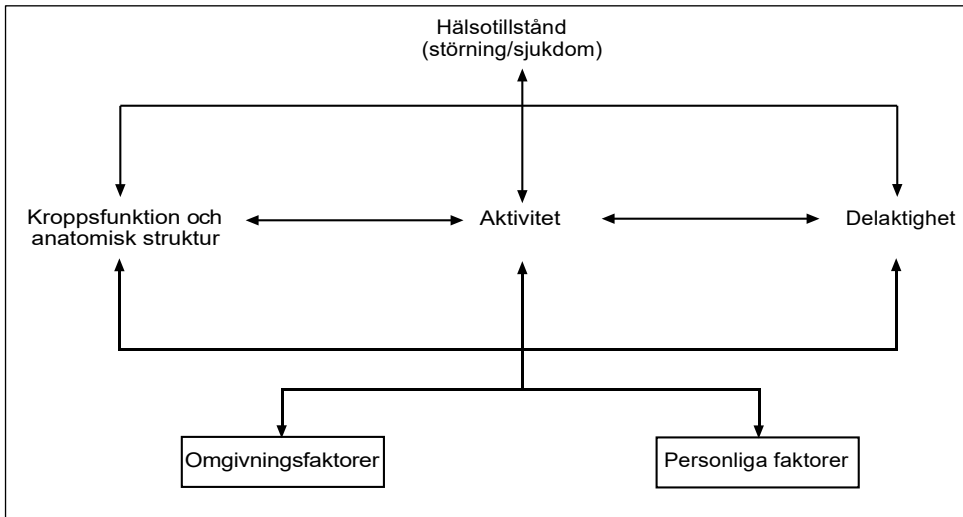 Hälsotillstånd
(störning/sjukdom)
Kroppsfunktion och
anatomisk struktur
Aktivitet
Delaktighet
Omgivningsfaktorer
Personliga faktorer